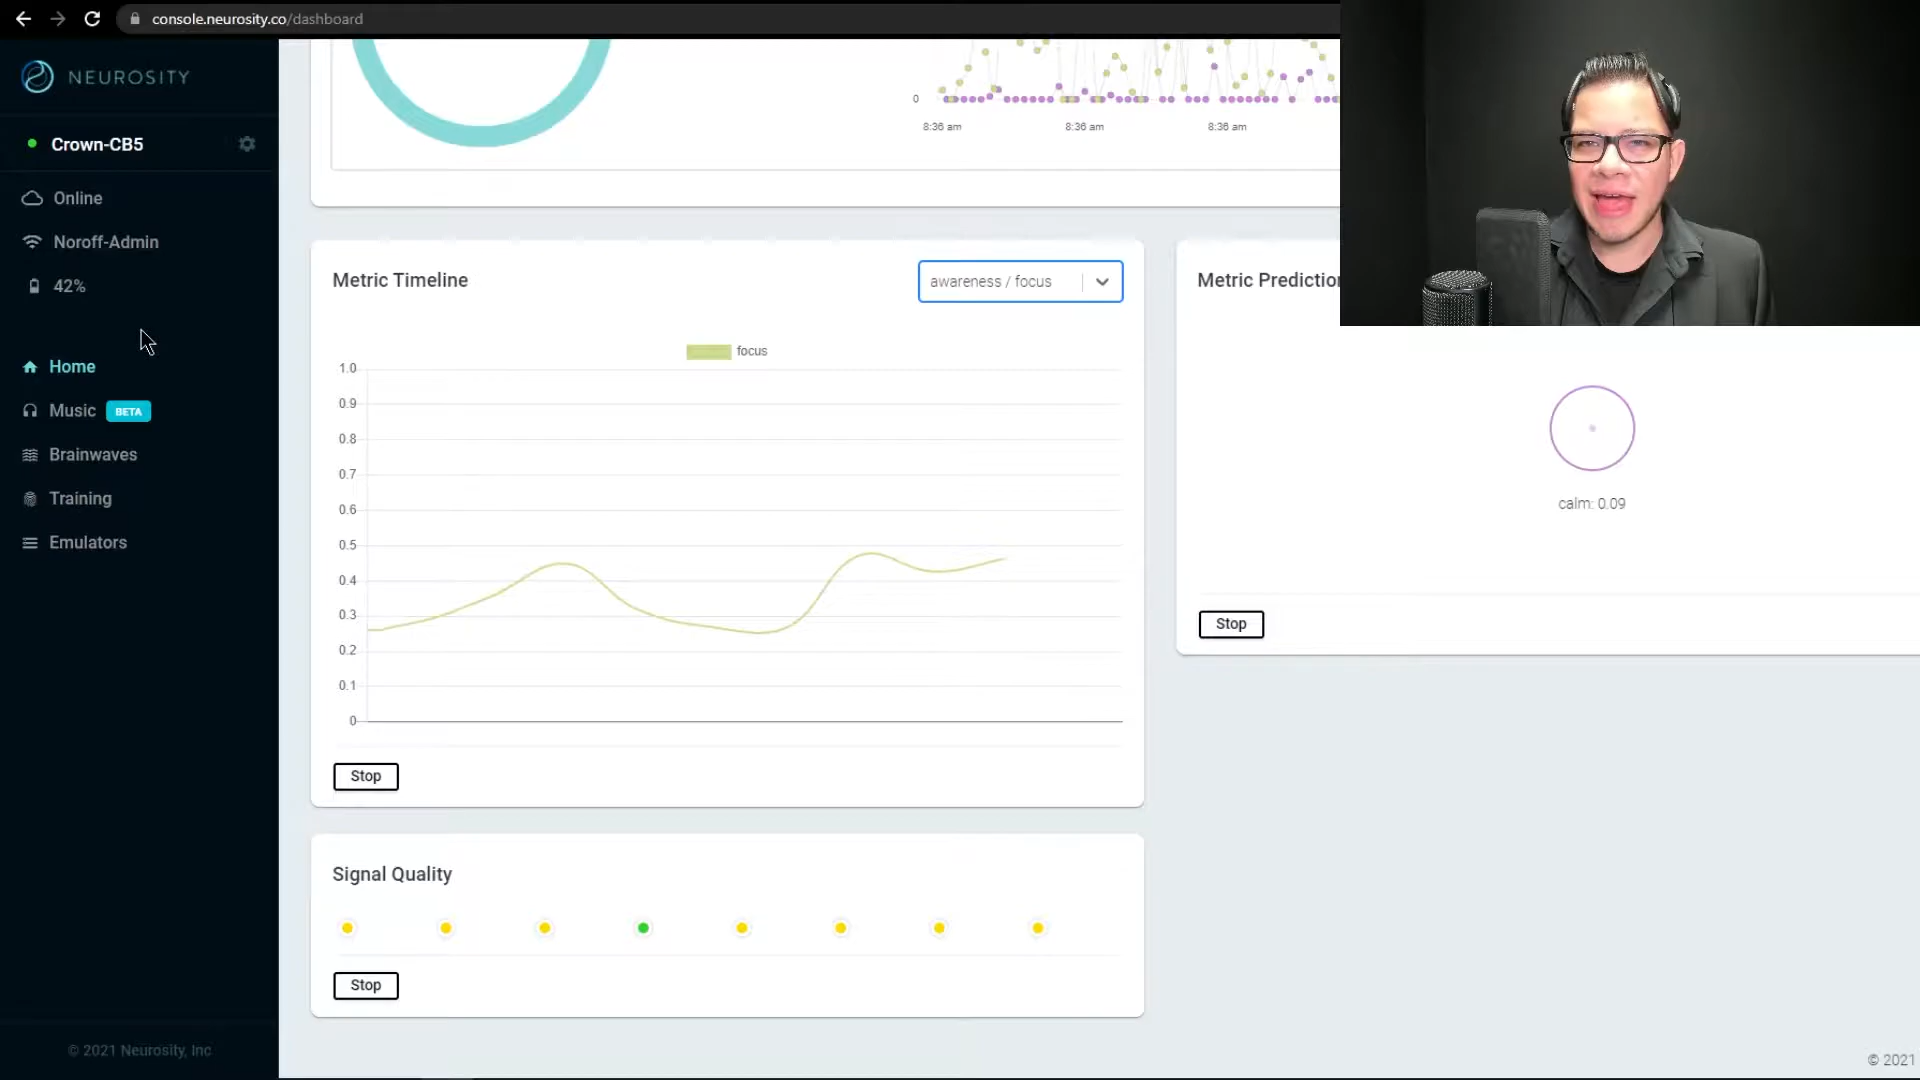 console.neurosity.co/dashboard
NEUROSITY
Crown-CB5
Online
Noroff-Admin
42%
Home
Music BETA
Brainwaves
Training
Emulators
© 2021 Neurosity, Inc
0
8:36 am 8:36 am 8:36 am
Metric Timeline
awareness / focus
focus
1.0
0.9
0.8
0.7
0.6
0.5
0.4
0.3
0.2
0.1
0
Stop
Signal Quality
Stop
Metric Prediction
calm: 0.09
Stop
© 2021